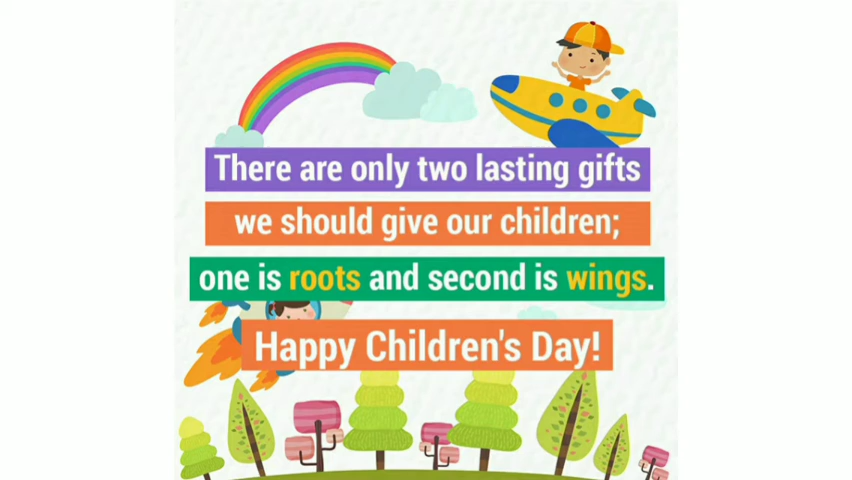 There are only two lasting gifts
we should give our children;
one is roots and second is wings.
Happy Children's Day!